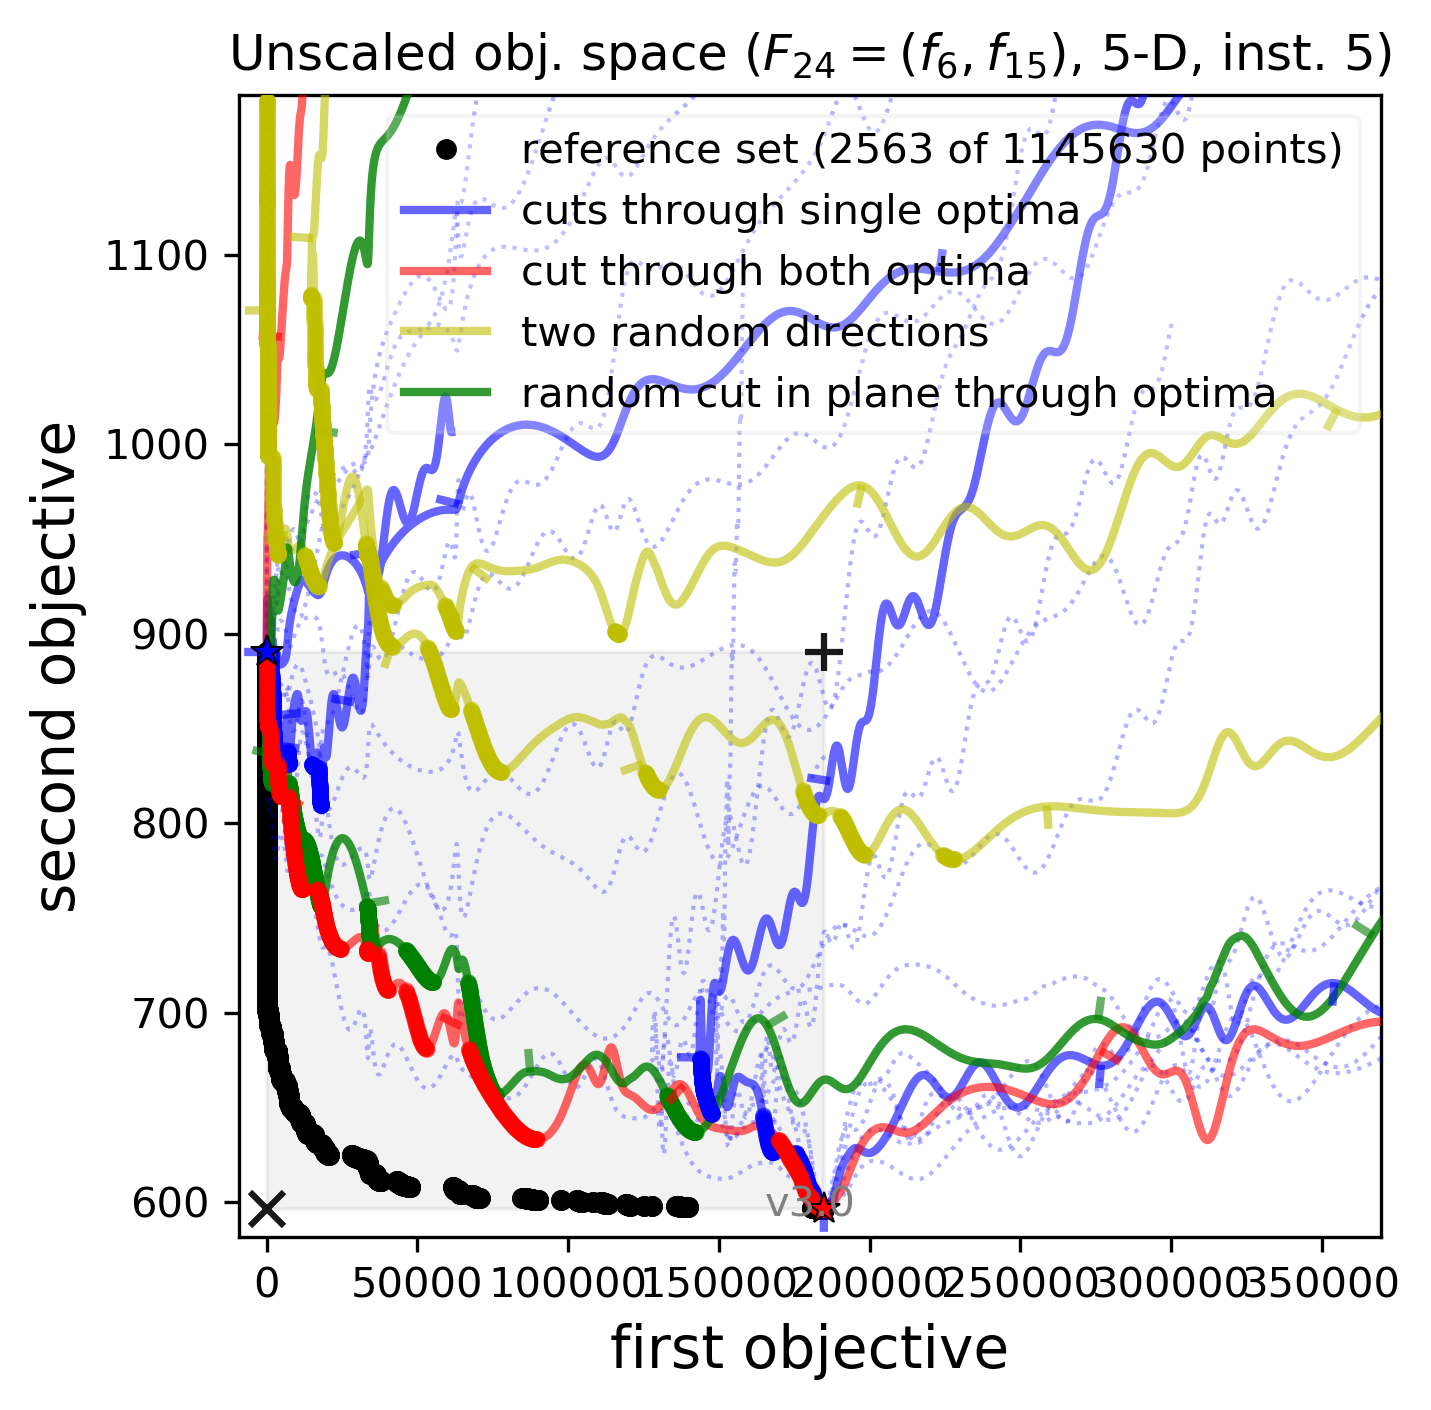 Unscaled obj. space (F24 = (f6, f15), 5-D, inst. 5)
reference set (2563 of 1145630 points)
cuts through single optima
cut through both optima
two random directions
random cut in plane through optima
second objective
1100
1000
900
800
700
600
v3.0
0 50000 100000 150000 200000 250000 300000 350000
first objective